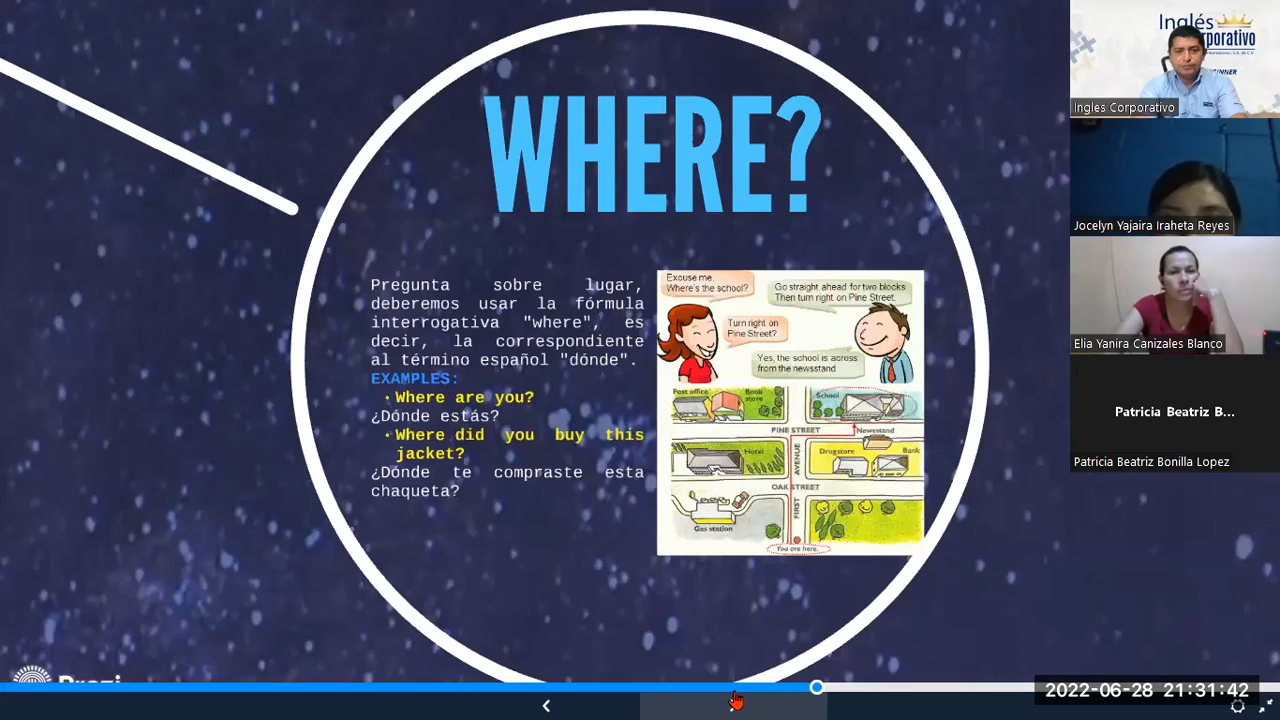 WHERE?
Pregunta sobre lugar,
deberemos usar la fórmula
interrogativa "where", es
decir, la correspondiente
al término español "dónde".
EXAMPLES:
· Where are you?
¿Dónde estás?
· Where did you buy this
jacket?
¿Dónde te compraste esta
chaqueta?
Excuse me.
Where's the school?
Go straight ahead for two blocks
Then turn right on Pine Street.
Turn right on
Pine Street?
Yes, the school is across
from the newsstand
Post office
Book
store
School
PINE STREET
Newsstand
Hotel
AVENUE
Drugstore
Bank
OAK STREET
FIRST
Gas station
You are here.
Prezi
Inglés
rporativo
INNER
Ingles Corporativo
Jocelyn Yajaira Iraheta Reyes
Elia Yanira Canizales Blanco
Patricia Beatriz B...
Patricia Beatriz Bonilla Lopez
2022-06-28 21:31:42